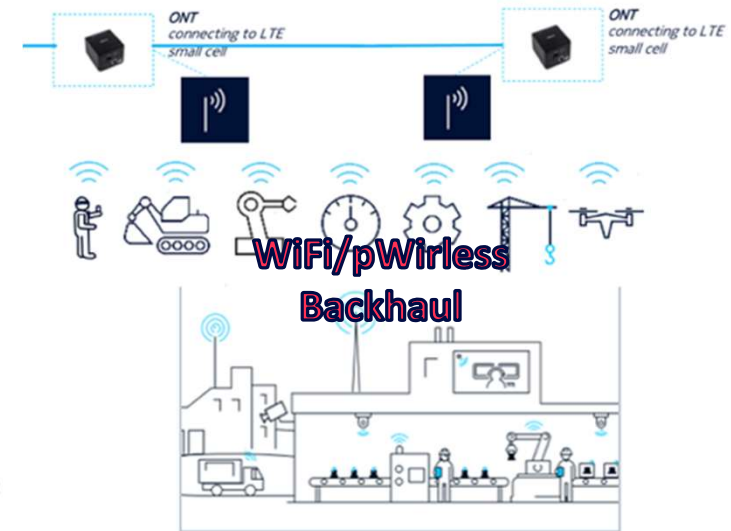 ONT
connecting to LTE
small cell
ONT
connecting to LTE
small cell
WiFi/pWirless
Backhaul